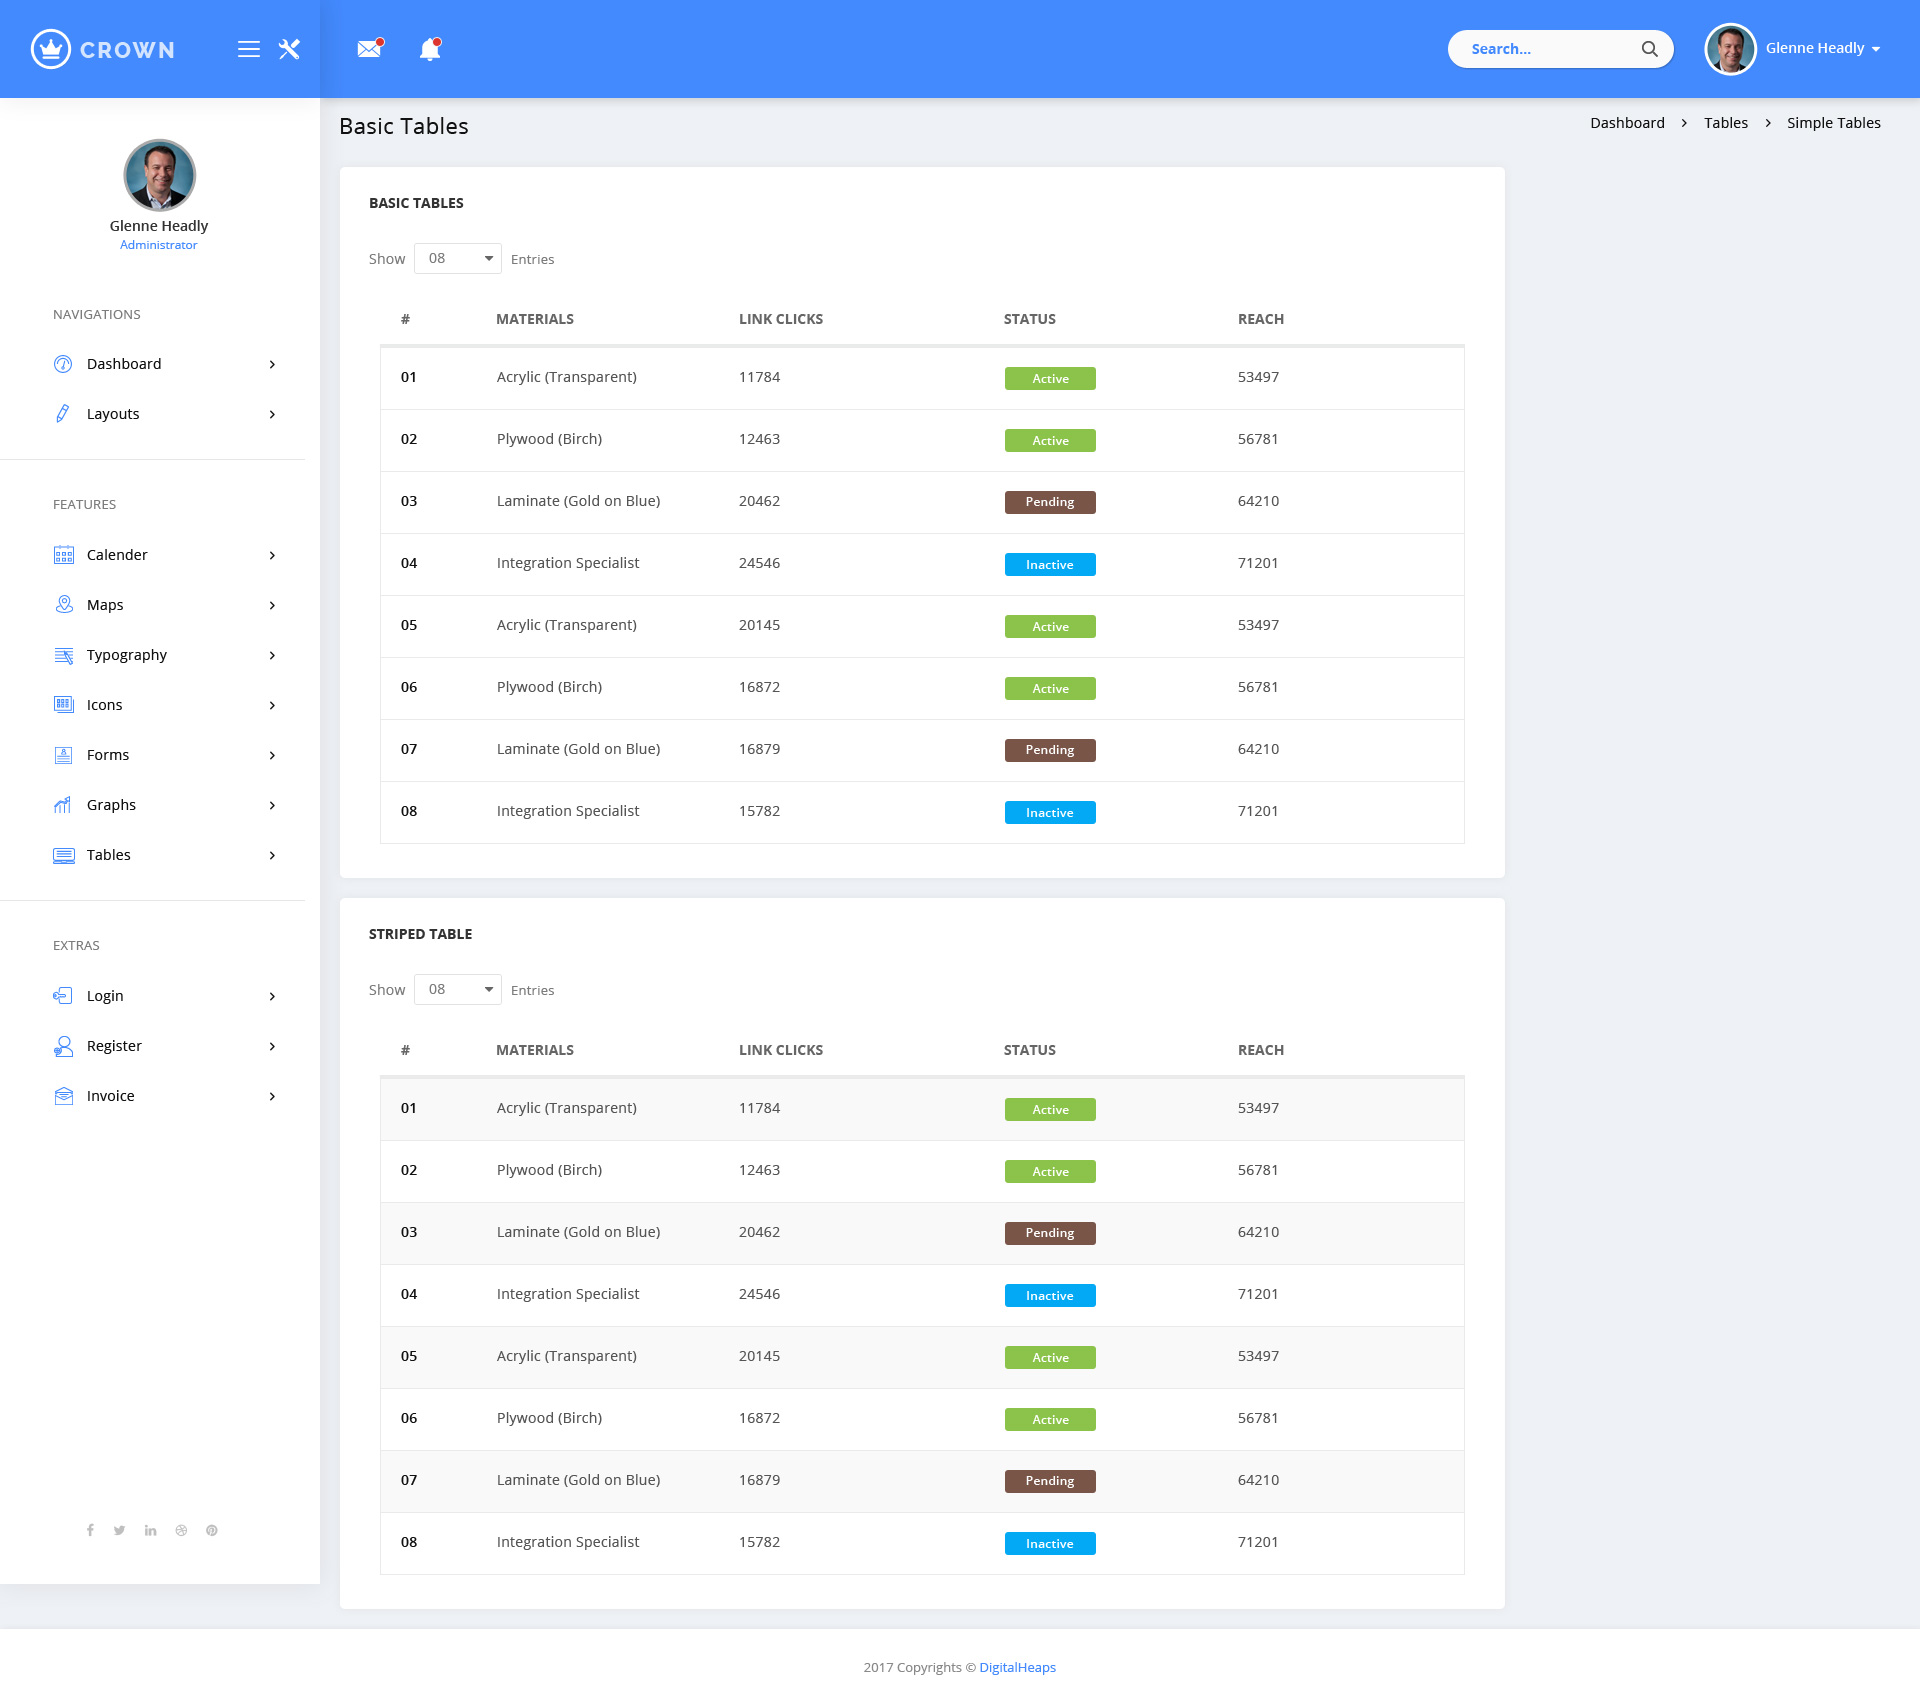 CROWN
Search...
Glenne Headly
Basic Tables
Dashboard > Tables > Simple Tables
Glenne Headly
Administrator
NAVIGATIONS
Dashboard
Layouts
FEATURES
Calender
Maps
Typography
Icons
Forms
Graphs
Tables
EXTRAS
Login
Register
Invoice
BASIC TABLES
Show 08 Entries
# MATERIALS LINK CLICKS STATUS REACH
01 Acrylic (Transparent) 11784 Active 53497
02 Plywood (Birch) 12463 Active 56781
03 Laminate (Gold on Blue) 20462 Pending 64210
04 Integration Specialist 24546 Inactive 71201
05 Acrylic (Transparent) 20145 Active 53497
06 Plywood (Birch) 16872 Active 56781
07 Laminate (Gold on Blue) 16879 Pending 64210
08 Integration Specialist 15782 Inactive 71201
STRIPED TABLE
Show 08 Entries
# MATERIALS LINK CLICKS STATUS REACH
01 Acrylic (Transparent) 11784 Active 53497
02 Plywood (Birch) 12463 Active 56781
03 Laminate (Gold on Blue) 20462 Pending 64210
04 Integration Specialist 24546 Inactive 71201
05 Acrylic (Transparent) 20145 Active 53497
06 Plywood (Birch) 16872 Active 56781
07 Laminate (Gold on Blue) 16879 Pending 64210
08 Integration Specialist 15782 Inactive 71201
2017 Copyrights © DigitalHeaps